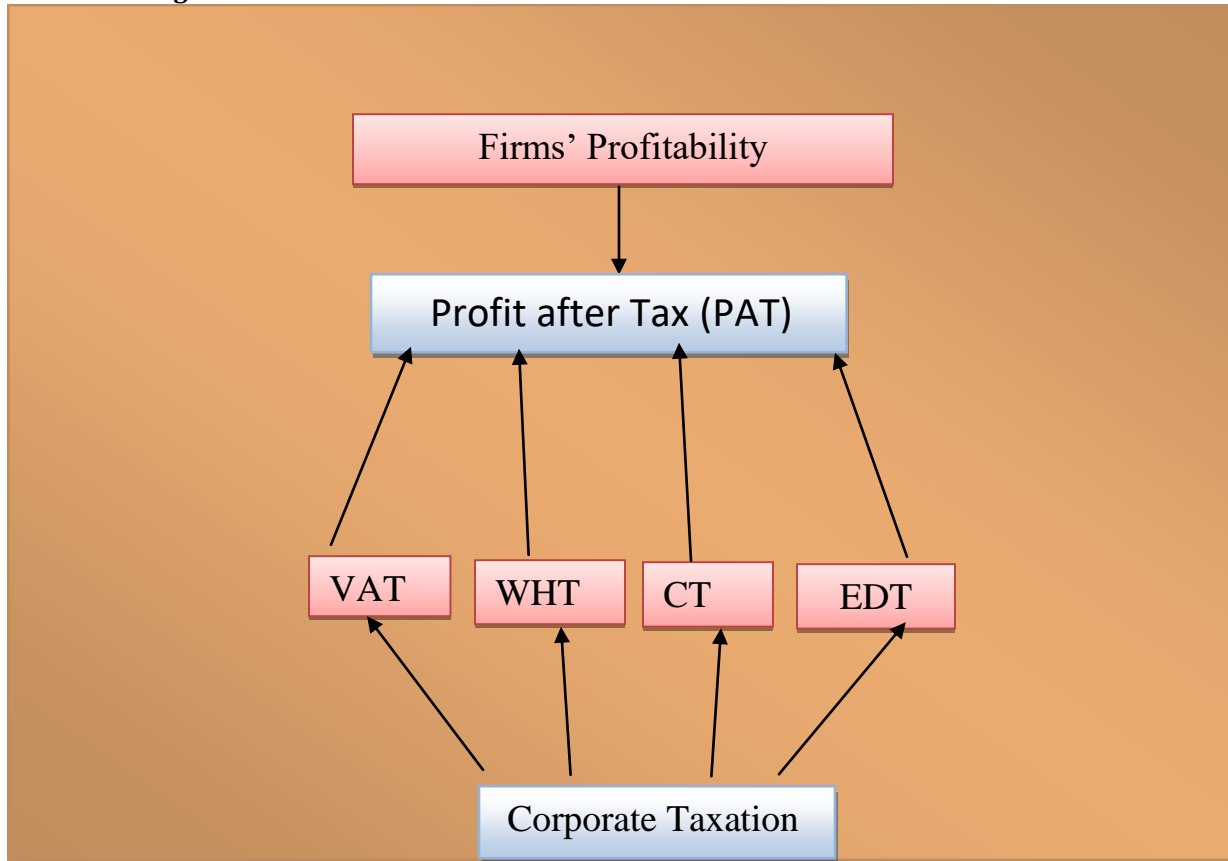 Firms’ Profitability
Profit after Tax (PAT)
VAT WHT CT EDT
Corporate Taxation